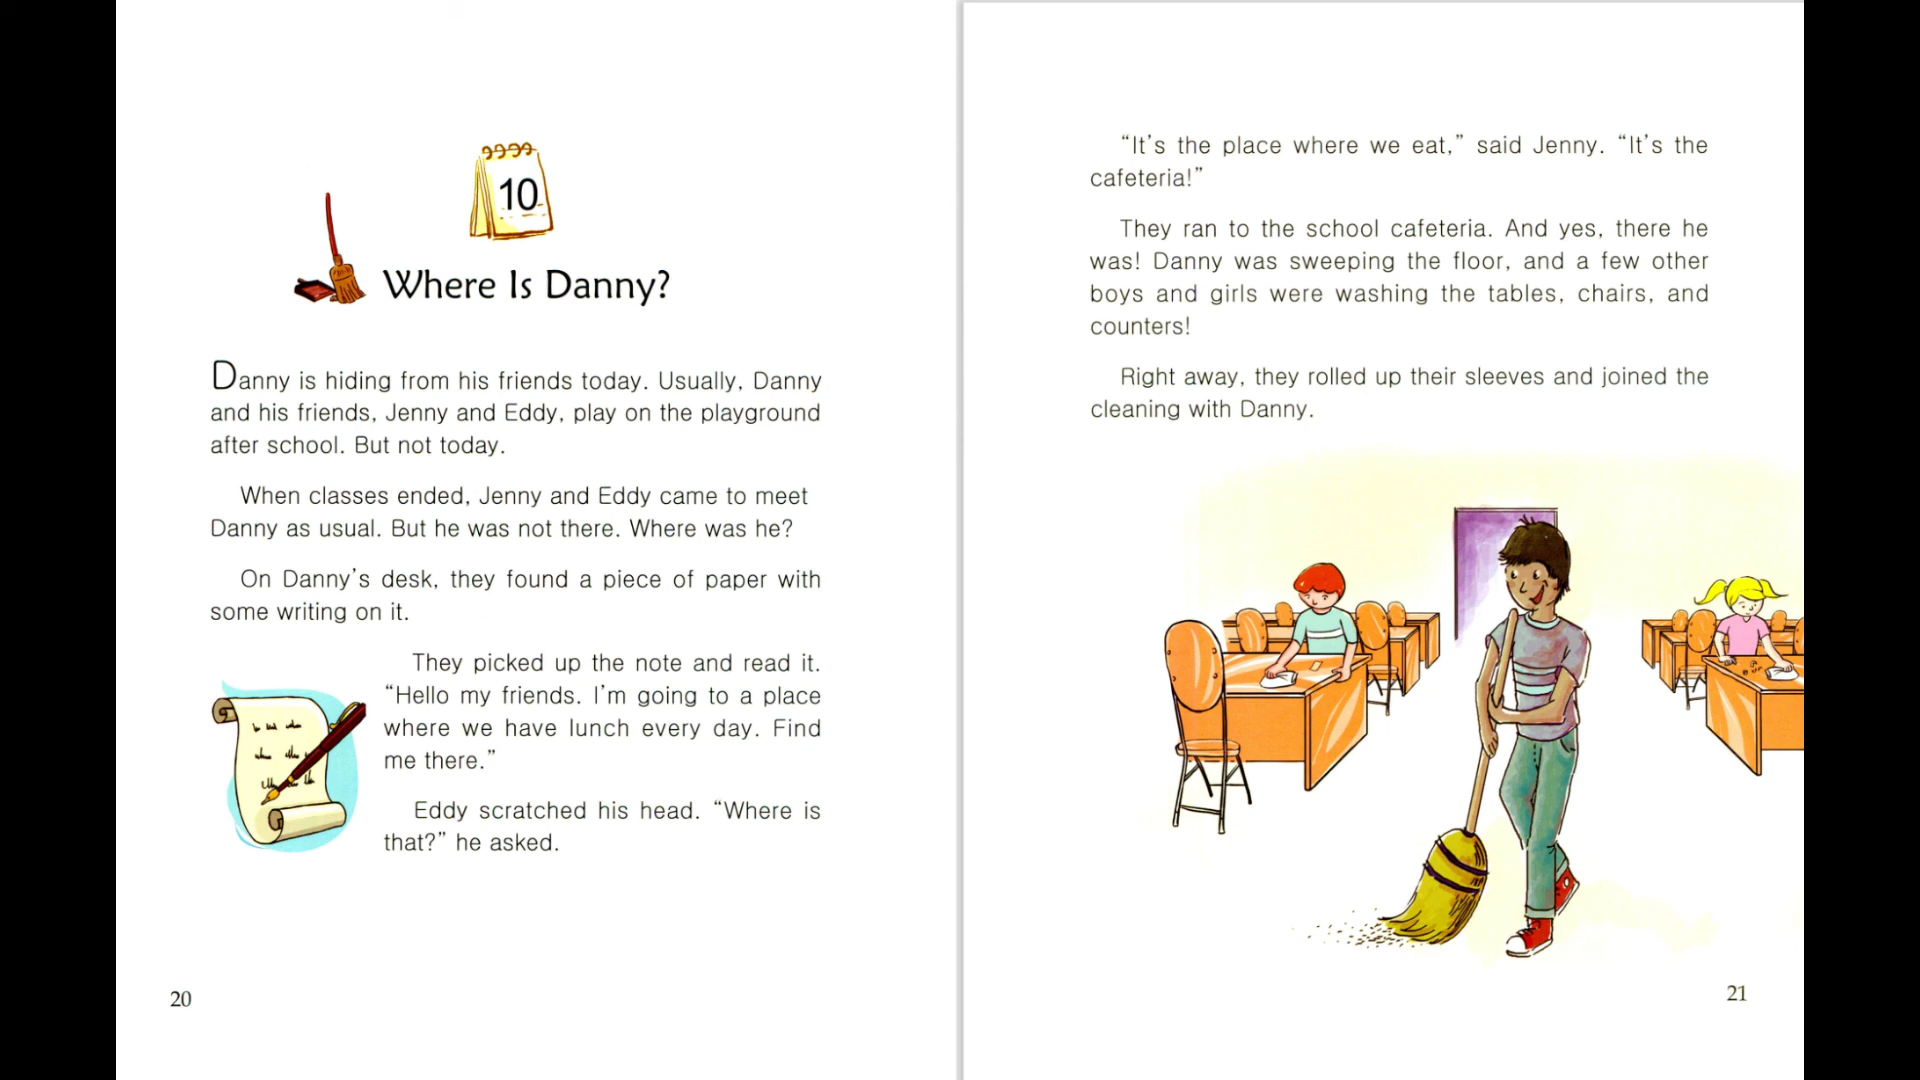 10
Where Is Danny?
Danny is hiding from his friends today. Usually, Danny
and his friends, Jenny and Eddy, play on the playground
after school. But not today.
When classes ended, Jenny and Eddy came to meet
Danny as usual. But he was not there. Where was he?
On Danny’s desk, they found a piece of paper with
some writing on it.
They picked up the note and read it.
“Hello my friends. I’m going to a place
where we have lunch every day. Find
me there.”
Eddy scratched his head. “Where is
that?” he asked.
20
“It’s the place where we eat,” said Jenny. “It’s the
cafeteria!”
They ran to the school cafeteria. And yes, there he
was! Danny was sweeping the floor, and a few other
boys and girls were washing the tables, chairs, and
counters!
Right away, they rolled up their sleeves and joined the
cleaning with Danny.
21